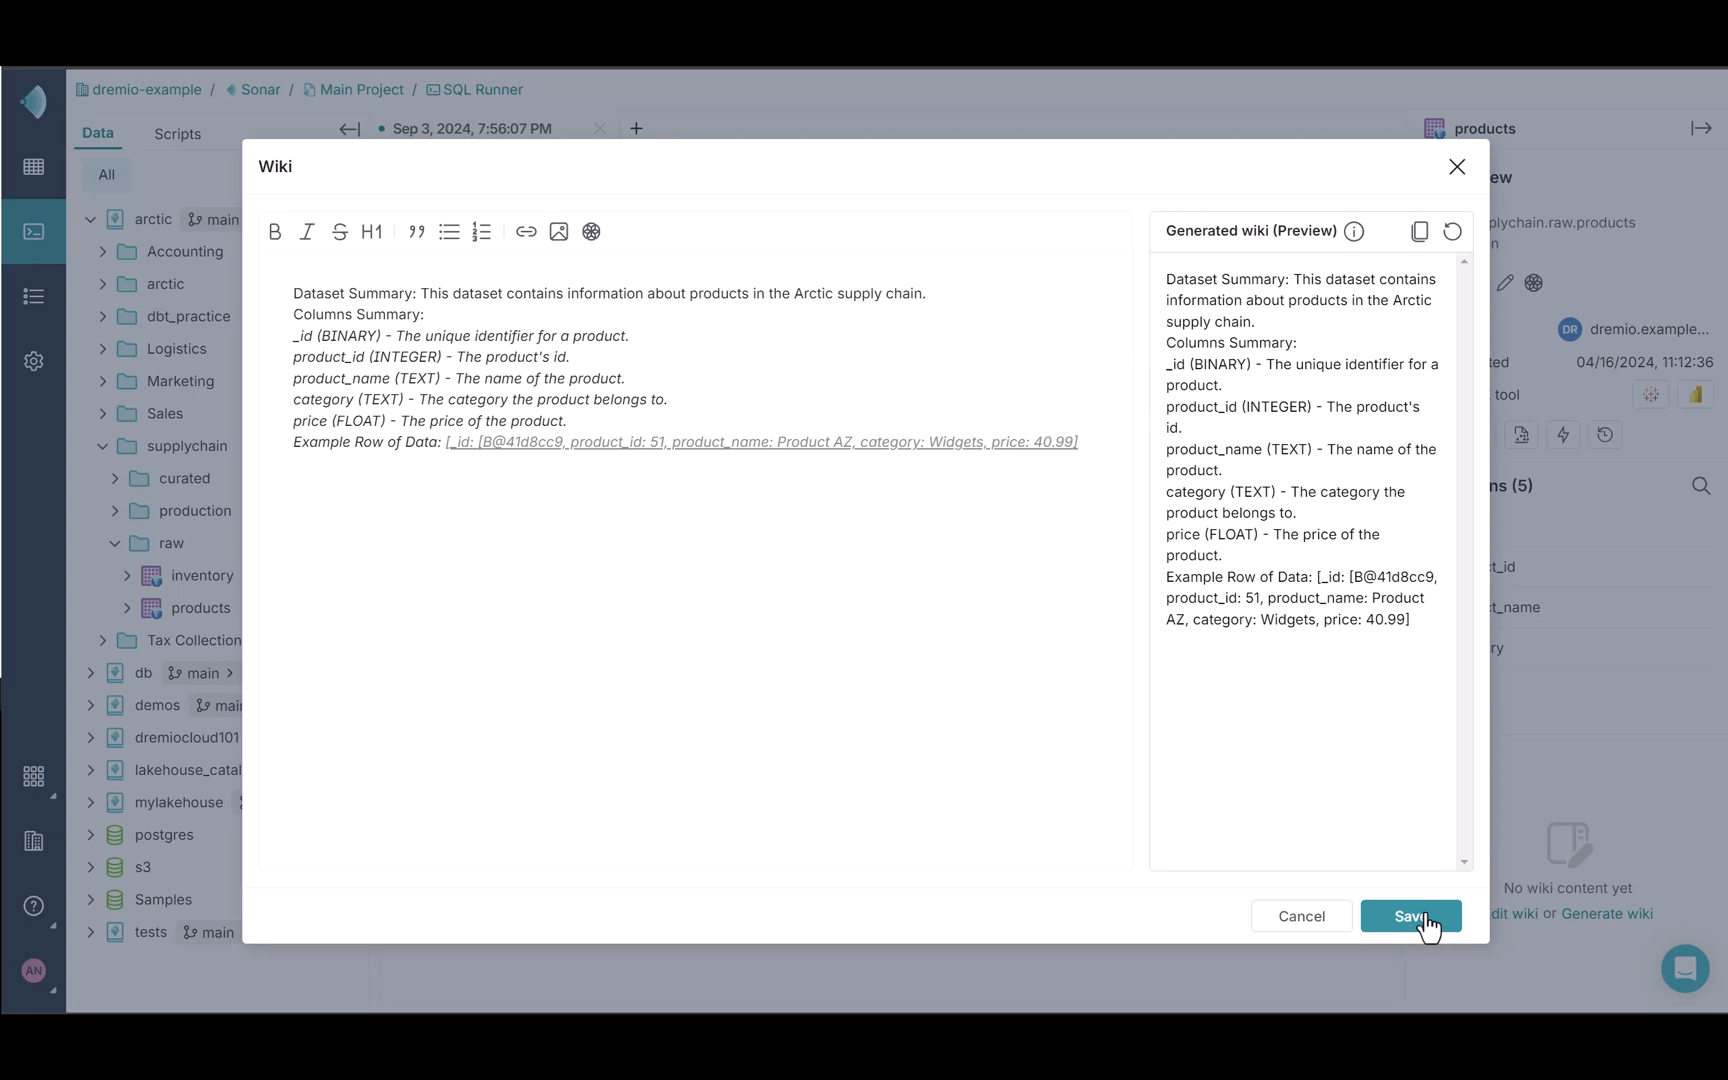 dremio-example / Sonar / Main Project / SQL Runner
Data
Scripts
Sep 3, 2024, 7:56:07 PM
products
All
arctic
main
Accounting
arctic
dbt_practice
Logistics
Marketing
Sales
supplychain
curated
production
raw
inventory
products
Tax Collection
db
main
demos
dremiocloud101
mylakehouse
postgres
s3
Samples
tests
main
AN
Wiki
B I S H1
Dataset Summary: This dataset contains information about products in the Arctic supply chain.
Columns Summary:
_id (BINARY) - The unique identifier for a product.
product_id (INTEGER) - The product's id.
product_name (TEXT) - The name of the product.
category (TEXT) - The category the product belongs to.
price (FLOAT) - The price of the product.
Example Row of Data: [_id: [B@41d8cc9, product_id: 51, product_name: Product AZ, category: Widgets, price: 40.99]
Generated wiki (Preview)
Dataset Summary: This dataset contains
information about products in the Arctic
supply chain.
Columns Summary:
_id (BINARY) - The unique identifier for a
product.
product_id (INTEGER) - The product's
id.
product_name (TEXT) - The name of the
product.
category (TEXT) - The category the
product belongs to.
price (FLOAT) - The price of the
product.
Example Row of Data: [_id: [B@41d8cc9,
product_id: 51, product_name: Product
AZ, category: Widgets, price: 40.99]
Cancel
Save
plychain.raw.products
DR
dremio.example...
04/16/2024, 11:12:36
tool
(5)
No wiki content yet
wiki or Generate wiki